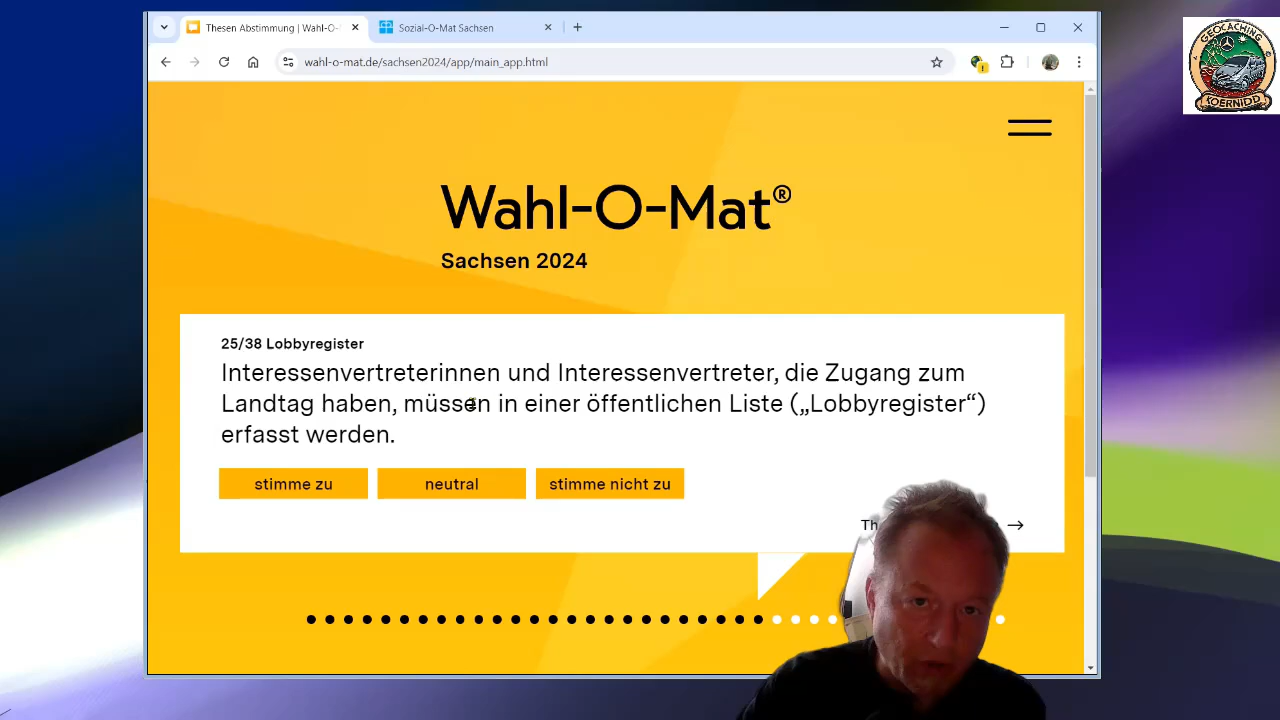 Thesen Abstimmung | Wahl-O-
Sozial-O-Mat Sachsen
wahl-o-mat.de/sachsen2024/app/main_app.html
GEOCACHING
KOERNIDD
Wahl-O-Mat®
Sachsen 2024
25/38 Lobbyregister
Interessenvertreterinnen und Interessenvertreter, die Zugang zum
Landtag haben, müssen in einer öffentlichen Liste („Lobbyregister“)
erfasst werden.
stimme zu
neutral
stimme nicht zu